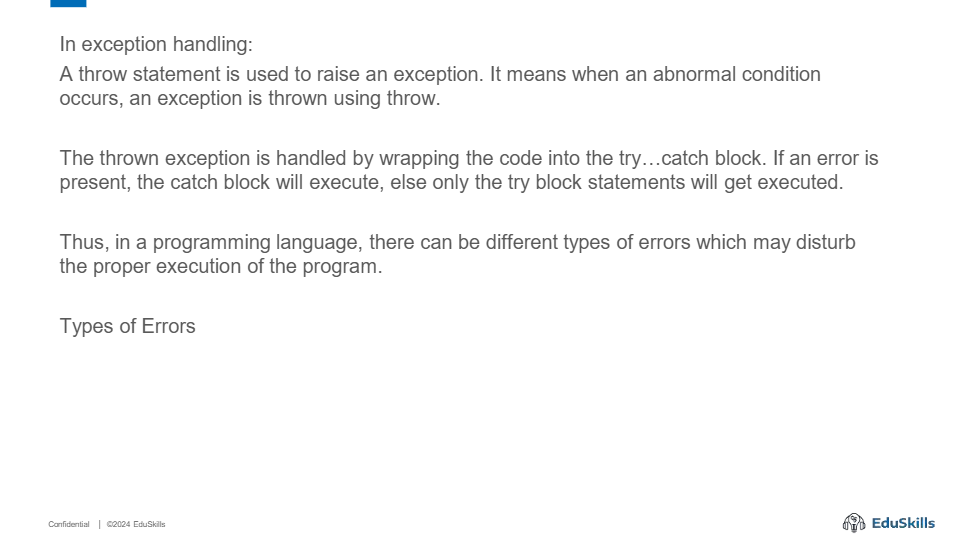 In exception handling:
A throw statement is used to raise an exception. It means when an abnormal condition
occurs, an exception is thrown using throw.
The thrown exception is handled by wrapping the code into the try…catch block. If an error is
present, the catch block will execute, else only the try block statements will get executed.
Thus, in a programming language, there can be different types of errors which may disturb
the proper execution of the program.
Types of Errors
Confidential | ©2024 EduSkills
EduSkills